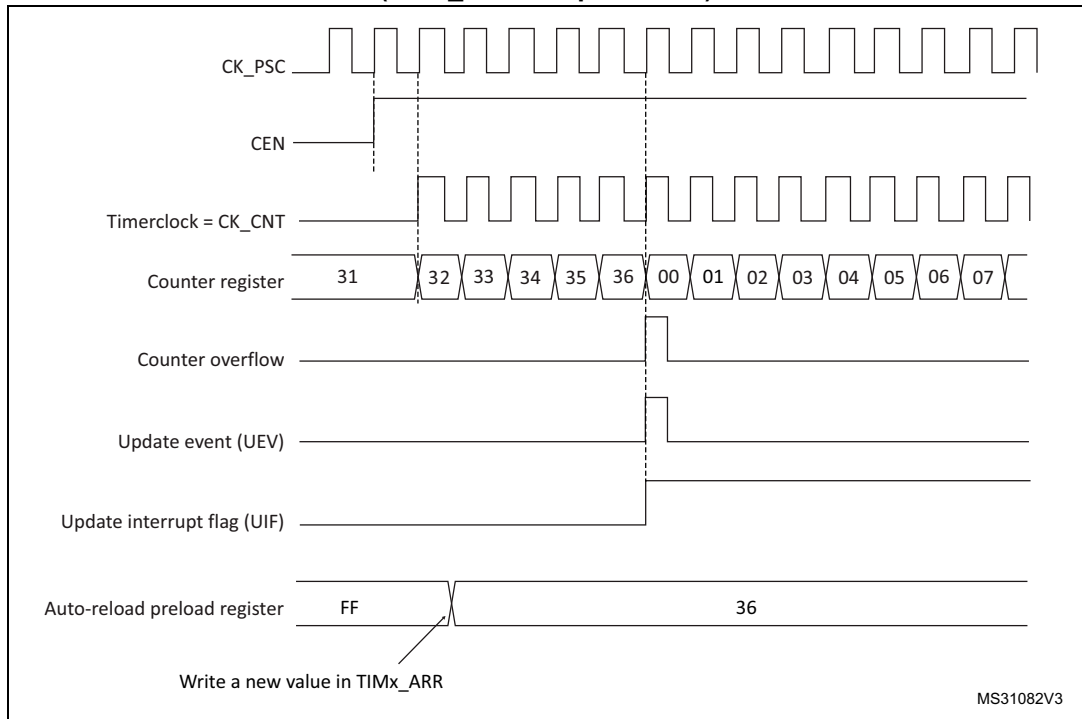 CK_PSC
CEN
Timerclock = CK_CNT
Counter register 31 32 33 34 35 36 00 01 02 03 04 05 06 07
Counter overflow
Update event (UEV)
Update interrupt flag (UIF)
Auto-reload preload register FF 36
Write a new value in TIMx_ARR
MS31082V3